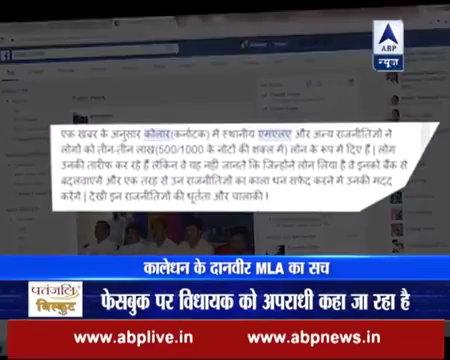 ABP
न्यूज़
एक खबर के अनुसार कोलार(कर्नाटक) में स्थानीय एमएलए और अन्य राजनीतिज्ञों ने
लोगों को तीन-तीन लाख(500/1000 के नोटों की शक्ल में) लोन के रूप में दिए हैं | लोग
उनकी तारीफ कर रहे हैं लेकिन वे यह नहीं जानते कि जिन्होंने लोन लिया है वे इनको बैंक से
बदलवाएंगे और एक तरह से उन राजनीतिज्ञों का काला धन सफ़ेद करने में उनकी मदद
करेंगे | देखी इन राजनीतिज्ञों की धूर्तता और चालाकी |
कालेधन के दानवीर MLA का सच
पतंजलि
बिस्कुट
फेसबुक पर विधायक को अपराधी कहा जा रहा है
www.abplive.in
www.abpnews.in